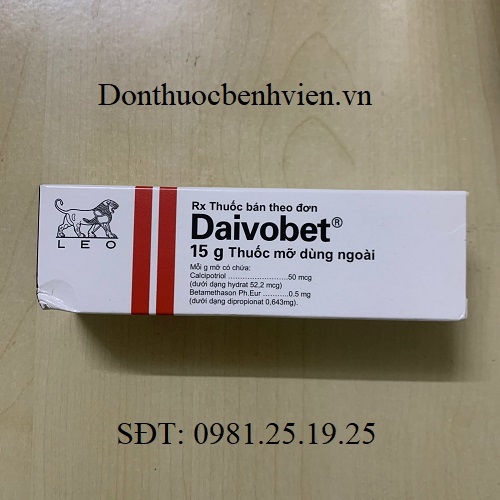 Donthuocbenhvien.vn
Rx Thuốc bán theo đơn
Daivobet®
15 g Thuốc mỡ dùng ngoài
Mỗi g mỡ có chứa:
Calcipotriol ........................50 mcg
(dưới dạng hydrat 52,2 mcg)
Betamethason Ph.Eur ...........0.5 mg
(dưới dạng dipropionat 0,643mg).
LEO
SĐT: 0981.25.19.25